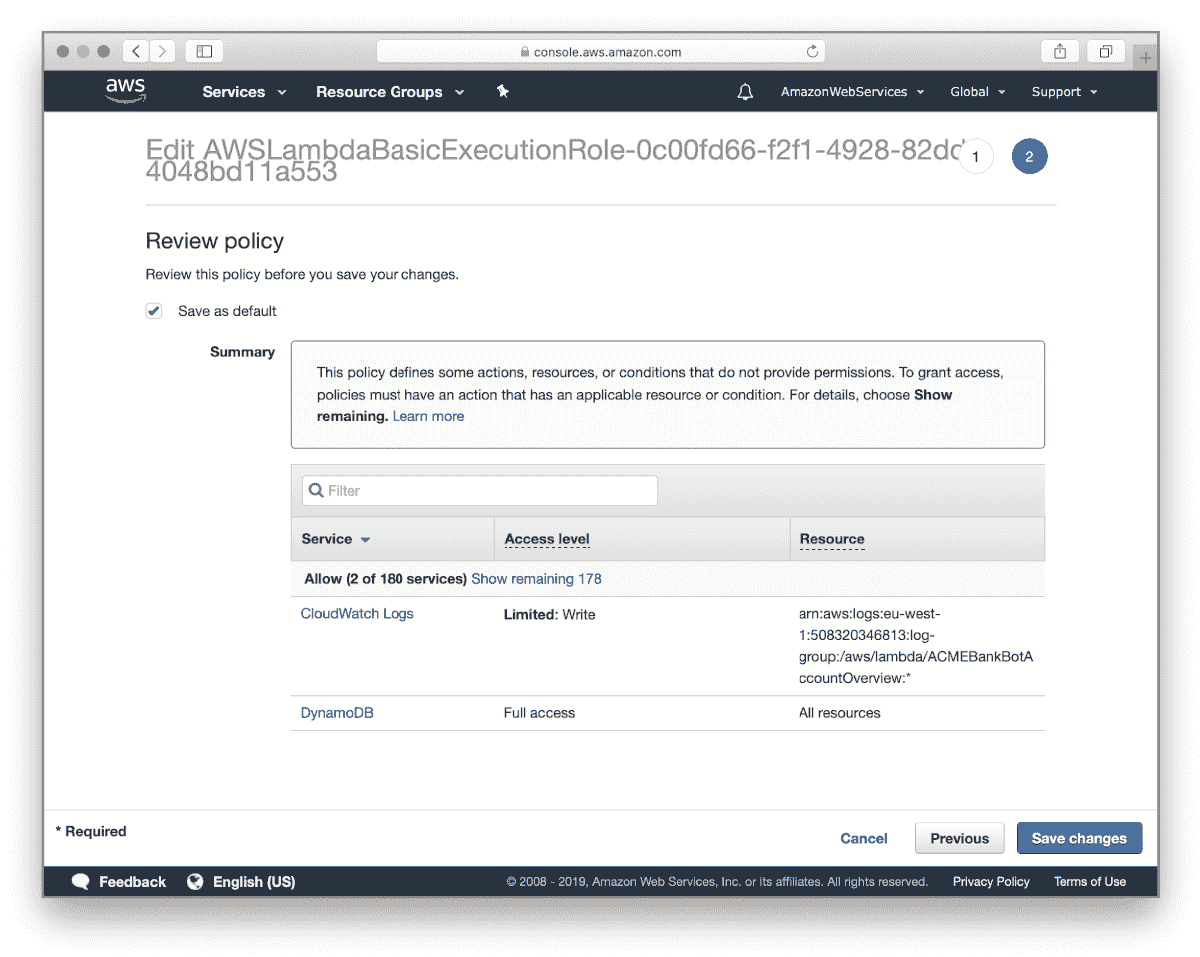 console.aws.amazon.com
aws Services Resource Groups AmazonWebServices Global Support
Edit AWSLambdaBasicExecutionRole-0c00fd66-f2f1-4928-82dd
4048bd11a553
1 2
Review policy
Review this policy before you save your changes.
Save as default
Summary
This policy defines some actions, resources, or conditions that do not provide permissions. To grant access,
policies must have an action that has an applicable resource or condition. For details, choose Show
remaining. Learn more
Filter
Service Access level Resource
Allow (2 of 180 services) Show remaining 178
CloudWatch Logs Limited: Write arn:aws:logs:eu-west-
1:508320346813:log-
group:/aws/lambda/ACMEBankBotA
ccountOverview:*
DynamoDB Full access All resources
* Required
Cancel Previous Save changes
Feedback English (US) © 2008 - 2019, Amazon Web Services, Inc. or its affiliates. All rights reserved. Privacy Policy Terms of Use